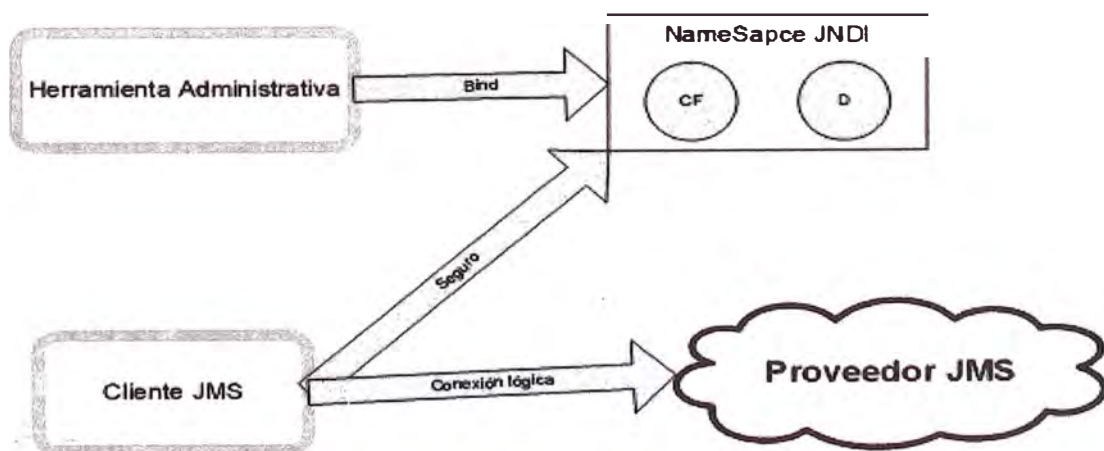 NameSapce JNDI
Herramienta Administrativa
Bind
CF
D
Seguro
Cliente JMS
Conexión lógica
Proveedor JMS